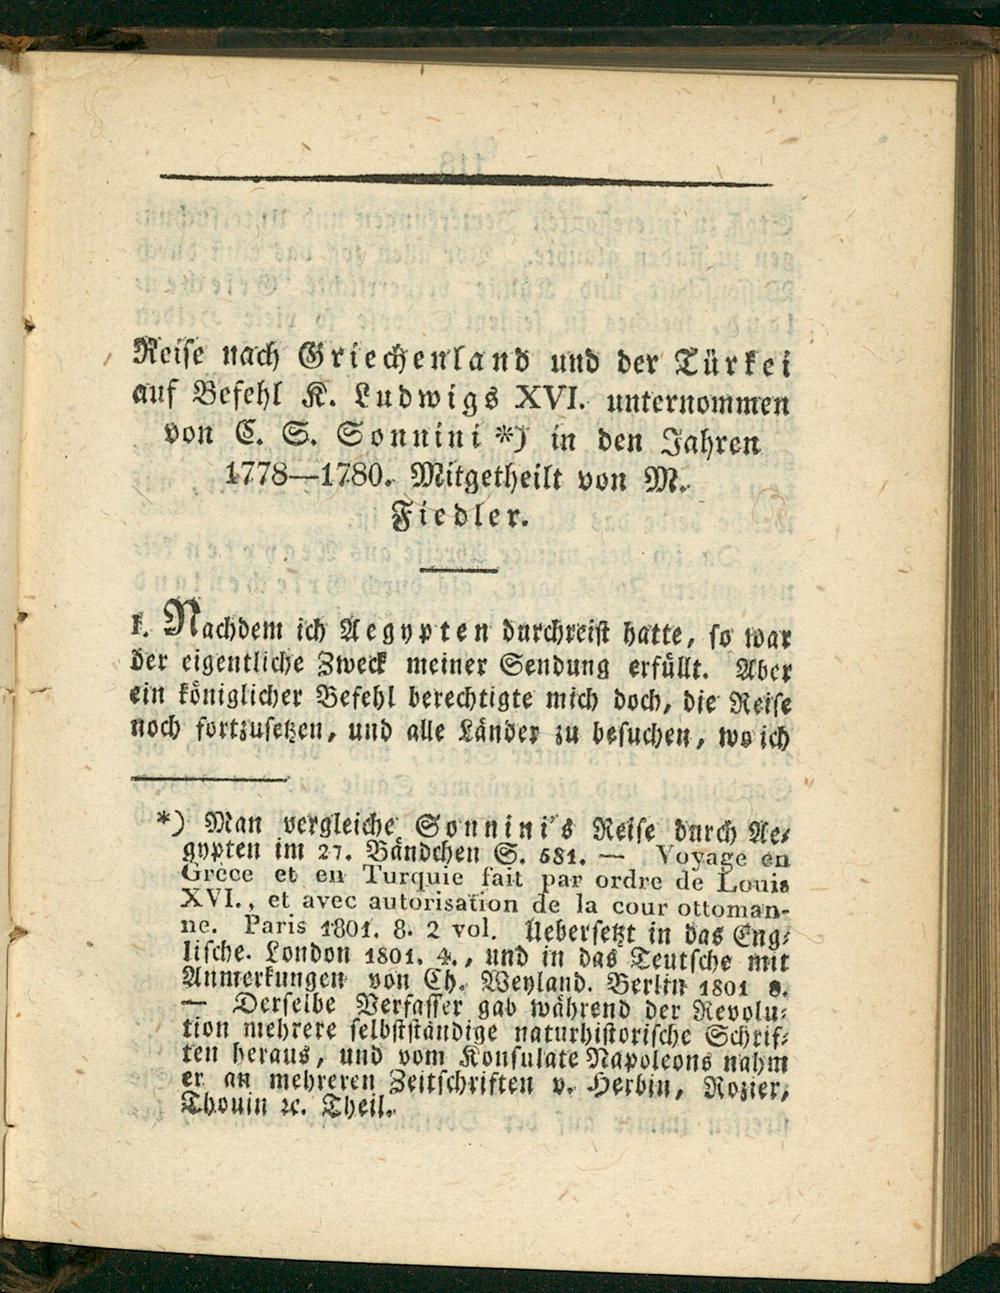 Reise nach Griechenland und der Türkei
auf Befehl K. Ludwigs XVI. unternommen
von C. S. Sonnini *) in den Jahren
1778—1780. Mitgetheilt von M.
Fiedler.
1. Nachdem ich Aegypten durchreist hatte, so war
der eigentliche Zweck meiner Sendung erfüllt. Aber
ein königlicher Befehl berechtigte mich doch, die Reise
noch fortzusetzen, und alle Länder zu besuchen, wo ich
*) Man vergleiche Sonnini's Reise durch Ae⸗
gypten im 27. Bändchen S. 581. — Voyage en
Grèce et en Turquie fait par ordre de Louis
XVI., et avec autorisation de la cour ottoman-
ne. Paris 1801. 8. 2 vol. Uebersetzt in das Eng⸗
lische. London 1801. 4., und in das Teutsche mit
Anmerkungen von Ch. Weyland. Berlin 1801 8.
— Derselbe Verfasser gab während der Revolu⸗
tion mehrere selbstständige naturhistorische Schrif⸗
ten heraus, und vom Konsulate Napoleons nahm
er an mehreren Zeitschriften v. Herbin, Rozier,
Thouin ꝛc. Theil.